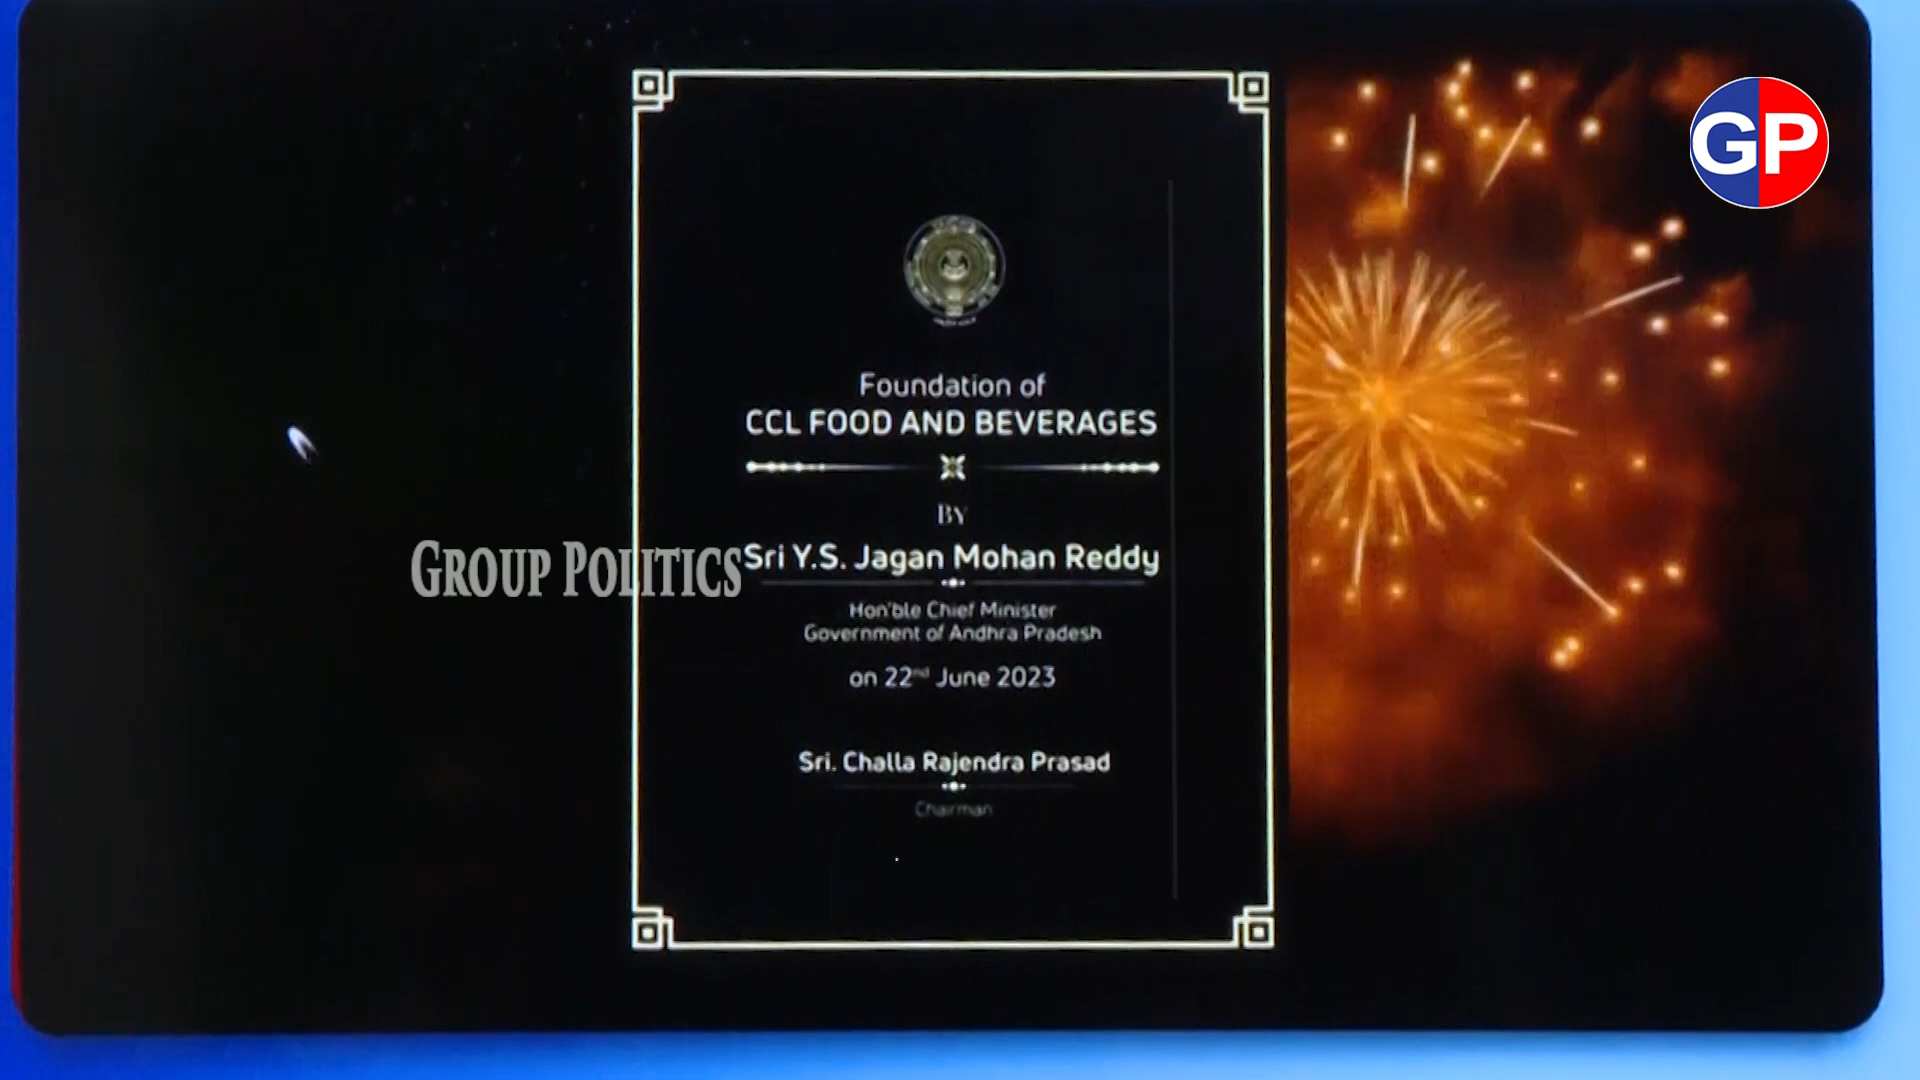 GP
Foundation of
CCL FOOD AND BEVERAGES
BY
GROUP POLITICS
Sri Y.S. Jagan Mohan Reddy
Hon'ble Chief Minister
Government of Andhra Pradesh
on 22nd June 2023
Sri. Challa Rajendra Prasad
Chairman